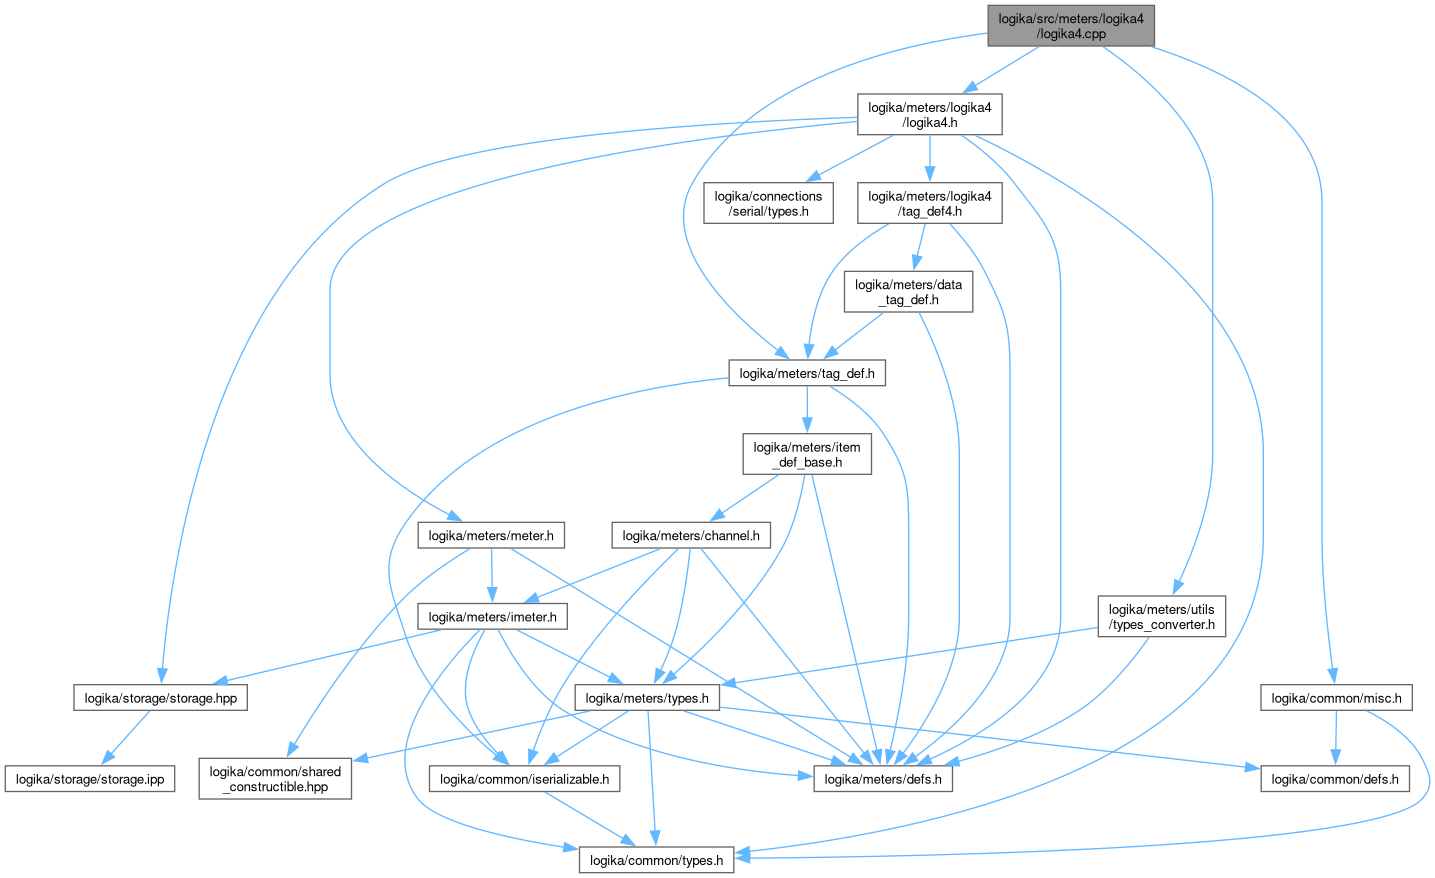 logika/src/meters/logika4
/logika4.cpp
logika/meters/logika4
/logika4.h
logika/connections
/serial/types.h
logika/meters/logika4
/tag_def4.h
logika/meters/data
_tag_def.h
logika/meters/tag_def.h
logika/meters/item
_def_base.h
logika/meters/meter.h
logika/meters/channel.h
logika/meters/imeter.h
logika/meters/utils
/types_converter.h
logika/storage/storage.hpp
logika/meters/types.h
logika/common/misc.h
logika/storage/storage.ipp
logika/common/shared
_constructible.hpp
logika/common/iserializable.h
logika/meters/defs.h
logika/common/defs.h
logika/common/types.h